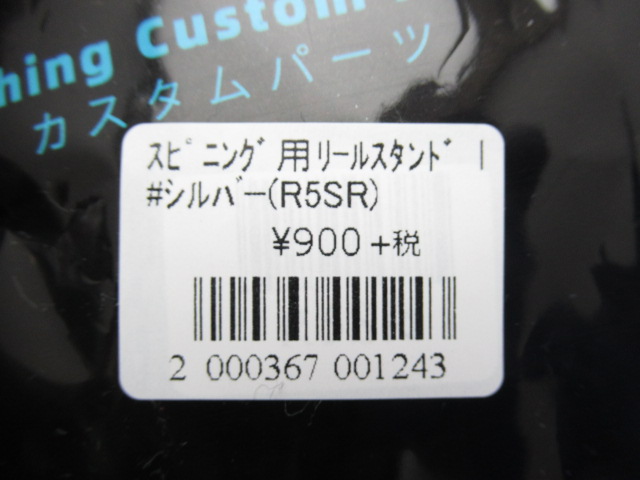 hing Custom
カスタムパーツ
ｽﾋﾟﾆﾝｸﾞ用ﾘｰﾙｽﾀﾝﾄﾞ I
#シルバー(R5SR)
¥900+税
2 000367 001243